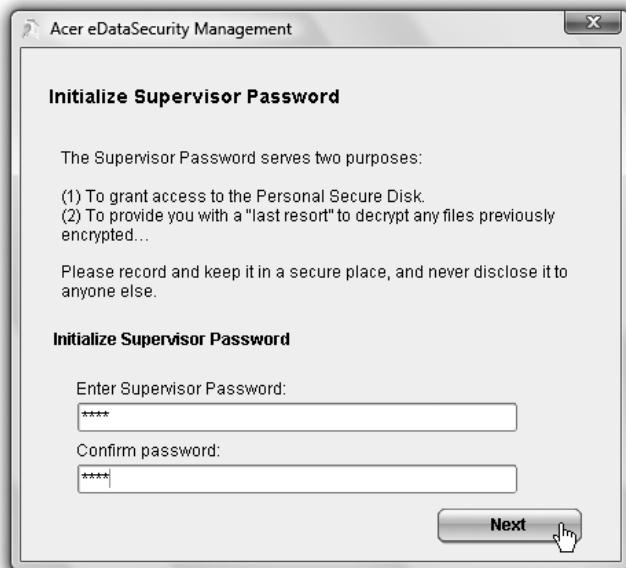 Acer eDataSecurity Management
Initialize Supervisor Password
The Supervisor Password serves two purposes:
(1) To grant access to the Personal Secure Disk.
(2) To provide you with a "last resort" to decrypt any files previously
encrypted...
Please record and keep it in a secure place, and never disclose it to
anyone else.
Initialize Supervisor Password
Enter Supervisor Password:
****
Confirm password:
****
Next